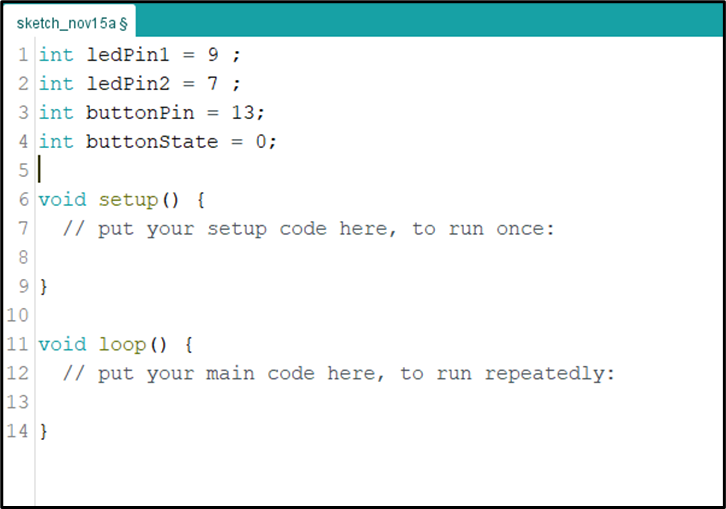 sketch_nov15a §
1 int ledPin1 = 9 ;
2 int ledPin2 = 7 ;
3 int buttonPin = 13;
4 int buttonState = 0;
5
6 void setup() {
7   // put your setup code here, to run once:
8
9 }
10
11 void loop() {
12   // put your main code here, to run repeatedly:
13
14 }